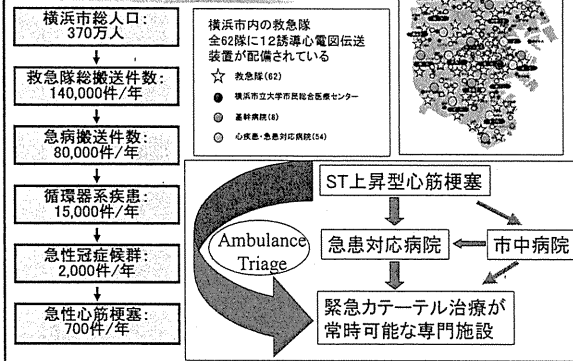 横浜市総人口:
370万人
救急隊総搬送件数:
140,000件/年
急病搬送件数:
80,000件/年
循環器系疾患:
15,000件/年
急性冠症候群:
2,000件/年
急性心筋梗塞:
700件/年
横浜市内の救急隊
全62隊に12誘導心電図伝送
装置が配備されている
救急隊(62)
横浜市立大学市民総合医療センター
基幹病院(8)
心疾患・急患対応病院(54)
ST上昇型心筋梗塞
Ambulance
Triage
急患対応病院
市中病院
緊急カテーテル治療が
常時可能な専門施設